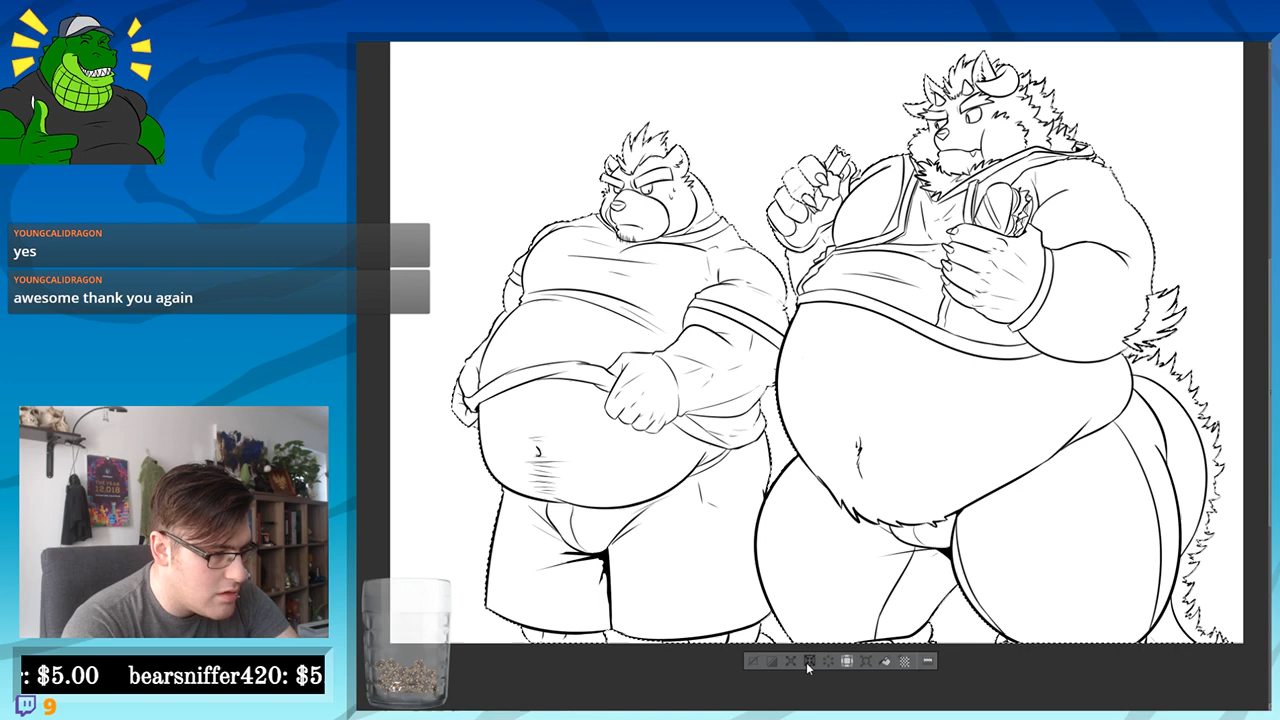 YOUNGCALIDRAGON
yes
YOUNGCALIDRAGON
awesome thank you again
: $5.00 bearsniffer420: $5
9